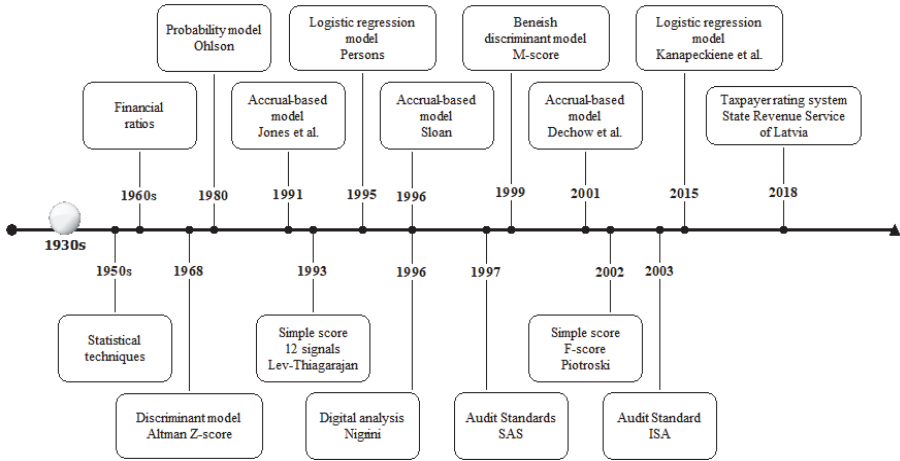 Probability model
Ohlson
Logistic regression
model
Persons
Beneish
discriminant model
M-score
Logistic regression
model
Kanapeckiene et al.
Financial
ratios
Accrual-based
model
Jones et al.
Accrual-based
model
Sloan
Accrual-based
model
Dechow et al.
Taxpayer rating system
State Revenue Service
of Latvia
1960s
1980
1991
1995
1996
1999
2001
2015
2018
1930s
1950s
1968
1993
1996
1997
2002
2003
Statistical
techniques
Simple score
12 signals
Lev-Thiagarajan
Simple score
F-score
Piotroski
Discriminant model
Altman Z-score
Digital analysis
Nigrini
Audit Standards
SAS
Audit Standard
ISA